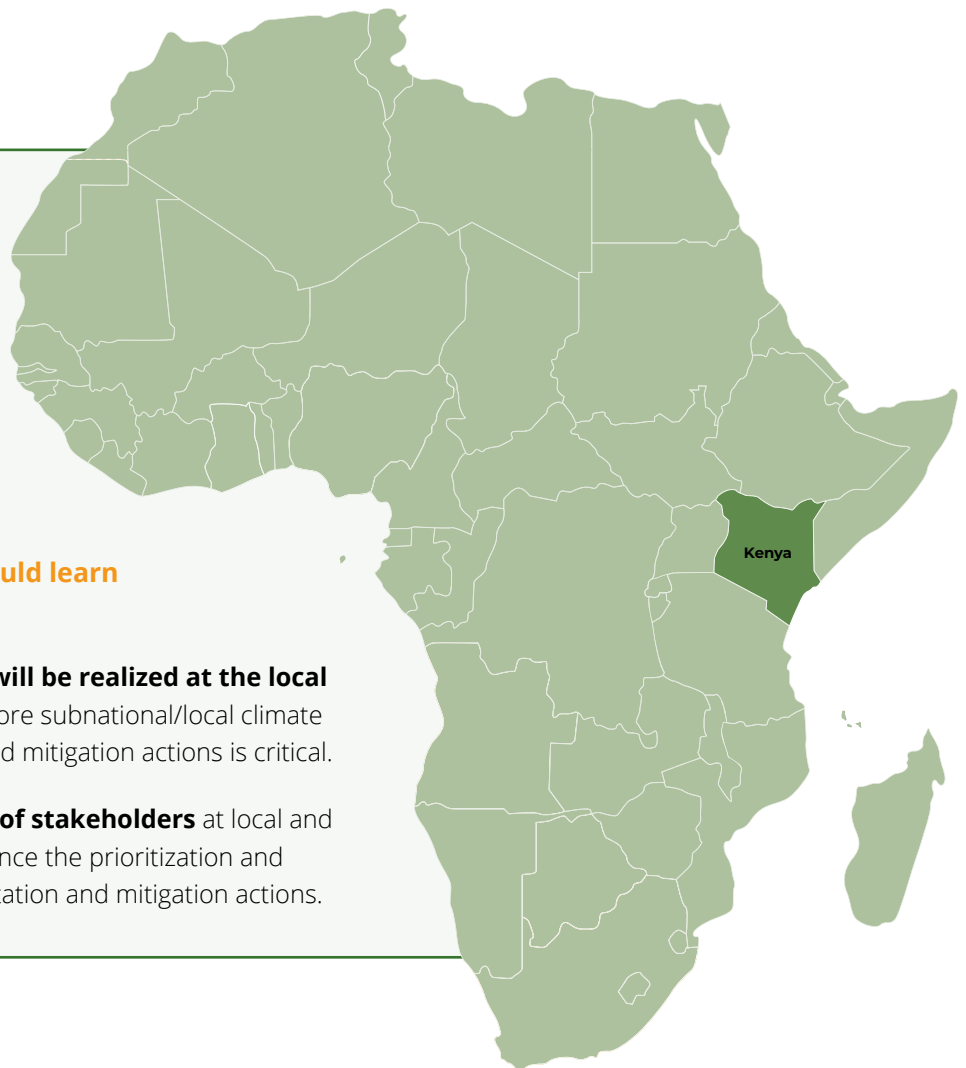 Kenya
uld learn
will be realized at the local
ore subnational/local climate
d mitigation actions is critical.
of stakeholders at local and
nce the prioritization and
tation and mitigation actions.